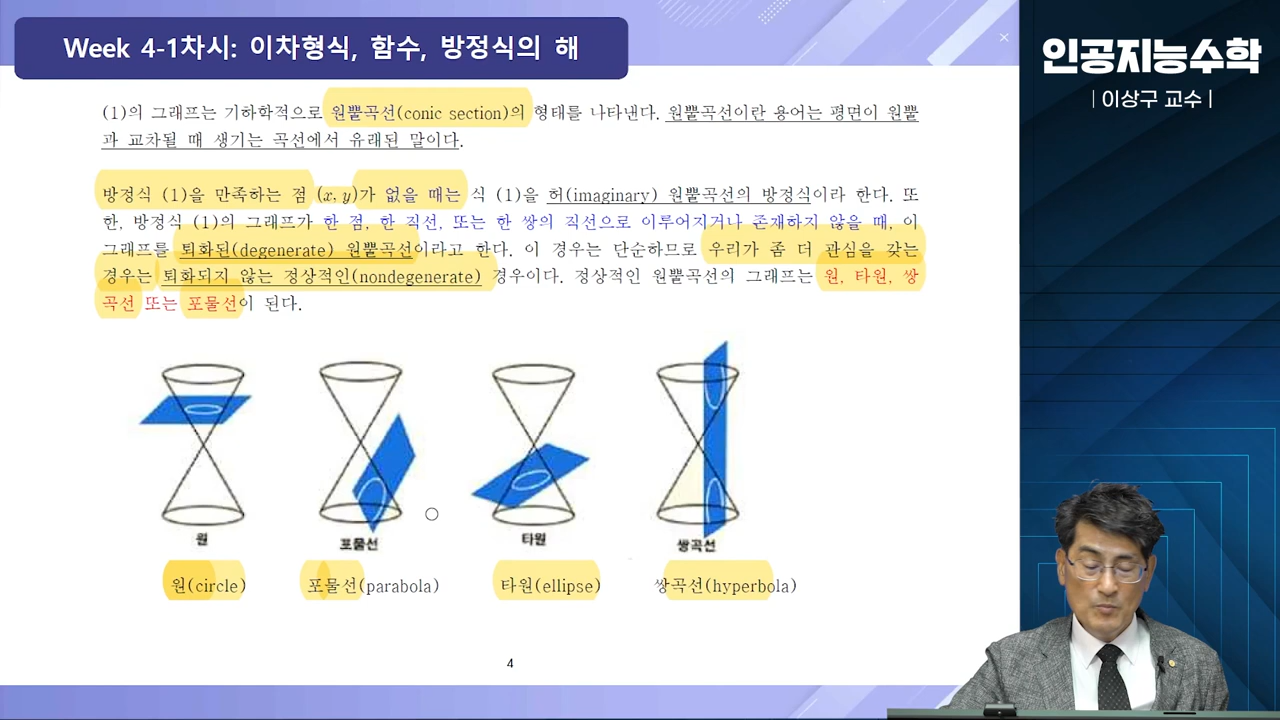 Week 4-1차시: 이차형식, 함수, 방정식의 해
인공지능수학
| 이상구 교수 |
(1)의 그래프는 기하학적으로 원뿔곡선(conic section)의 형태를 나타낸다. 원뿔곡선이란 용어는 평면이 원뿔
과 교차될 때 생기는 곡선에서 유래된 말이다.
방정식 (1)을 만족하는 점 (x, y)가 없을 때는 식 (1)을 허(imaginary) 원뿔곡선의 방정식이라 한다. 또
한, 방정식 (1)의 그래프가 한 점, 한 직선, 또는 한 쌍의 직선으로 이루어지거나 존재하지 않을 때, 이
그래프를 퇴화된(degenerate) 원뿔곡선이라고 한다. 이 경우는 단순하므로 우리가 좀 더 관심을 갖는
경우는 퇴화되지 않는 정상적인(nondegenerate) 경우이다. 정상적인 원뿔곡선의 그래프는 원, 타원, 쌍
곡선 또는 포물선이 된다.
원 포물선 타원 쌍곡선
원(circle) 포물선(parabola) 타원(ellipse) 쌍곡선(hyperbola)
4